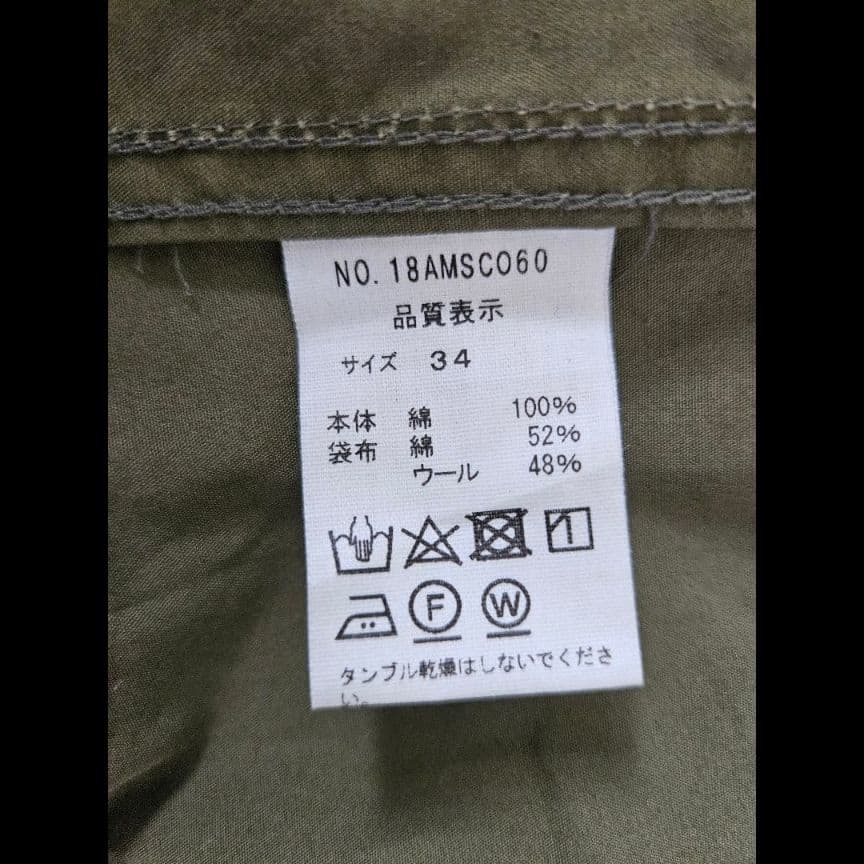 NO.18AMSCO60
品質表示
サイズ 34
本体 綿 100%
袋布 綿 52%
ウール 48%
F W
タンブル乾燥はしないでくださ
い。